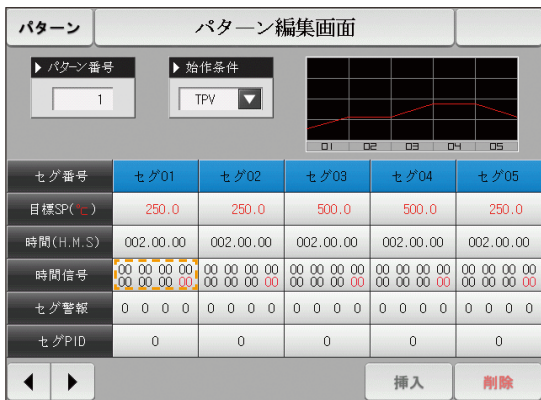 パターン
パターン編集画面
▶ パターン番号
▶ 始作条件
1
TPV
01 02 03 04 05
セグ番号 セグ01 セグ02 セグ03 セグ04 セグ05
目標SP(℃) 250.0 250.0 500.0 500.0 250.0
時間(H.M.S) 002.00.00 002.00.00 002.00.00 002.00.00 002.00.00
時間信号 00 00 00 00 00 00 00 00 00 00 00 00 00 00 00 00 00 00 00 00
00 00 00 00 00 00 00 00 00 00 00 00 00 00 00 00 00 00 00 00
セグ警報 0 0 0 0 0 0 0 0 0 0 0 0 0 0 0 0 0 0 0 0
セグPID 0 0 0 0 0
挿入 削除